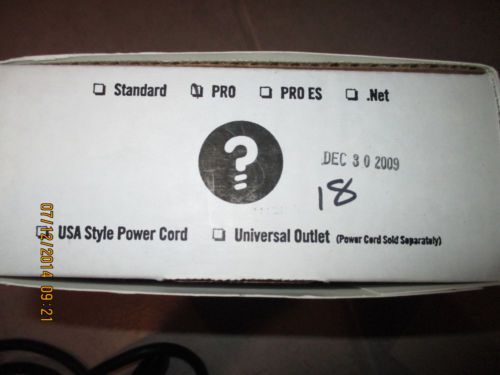 Standard PRO PRO ES .Net
?
DEC 30 2009
18
USA Style Power Cord Universal Outlet (Power Cord Sold Separately)
07/12/2014 09:21